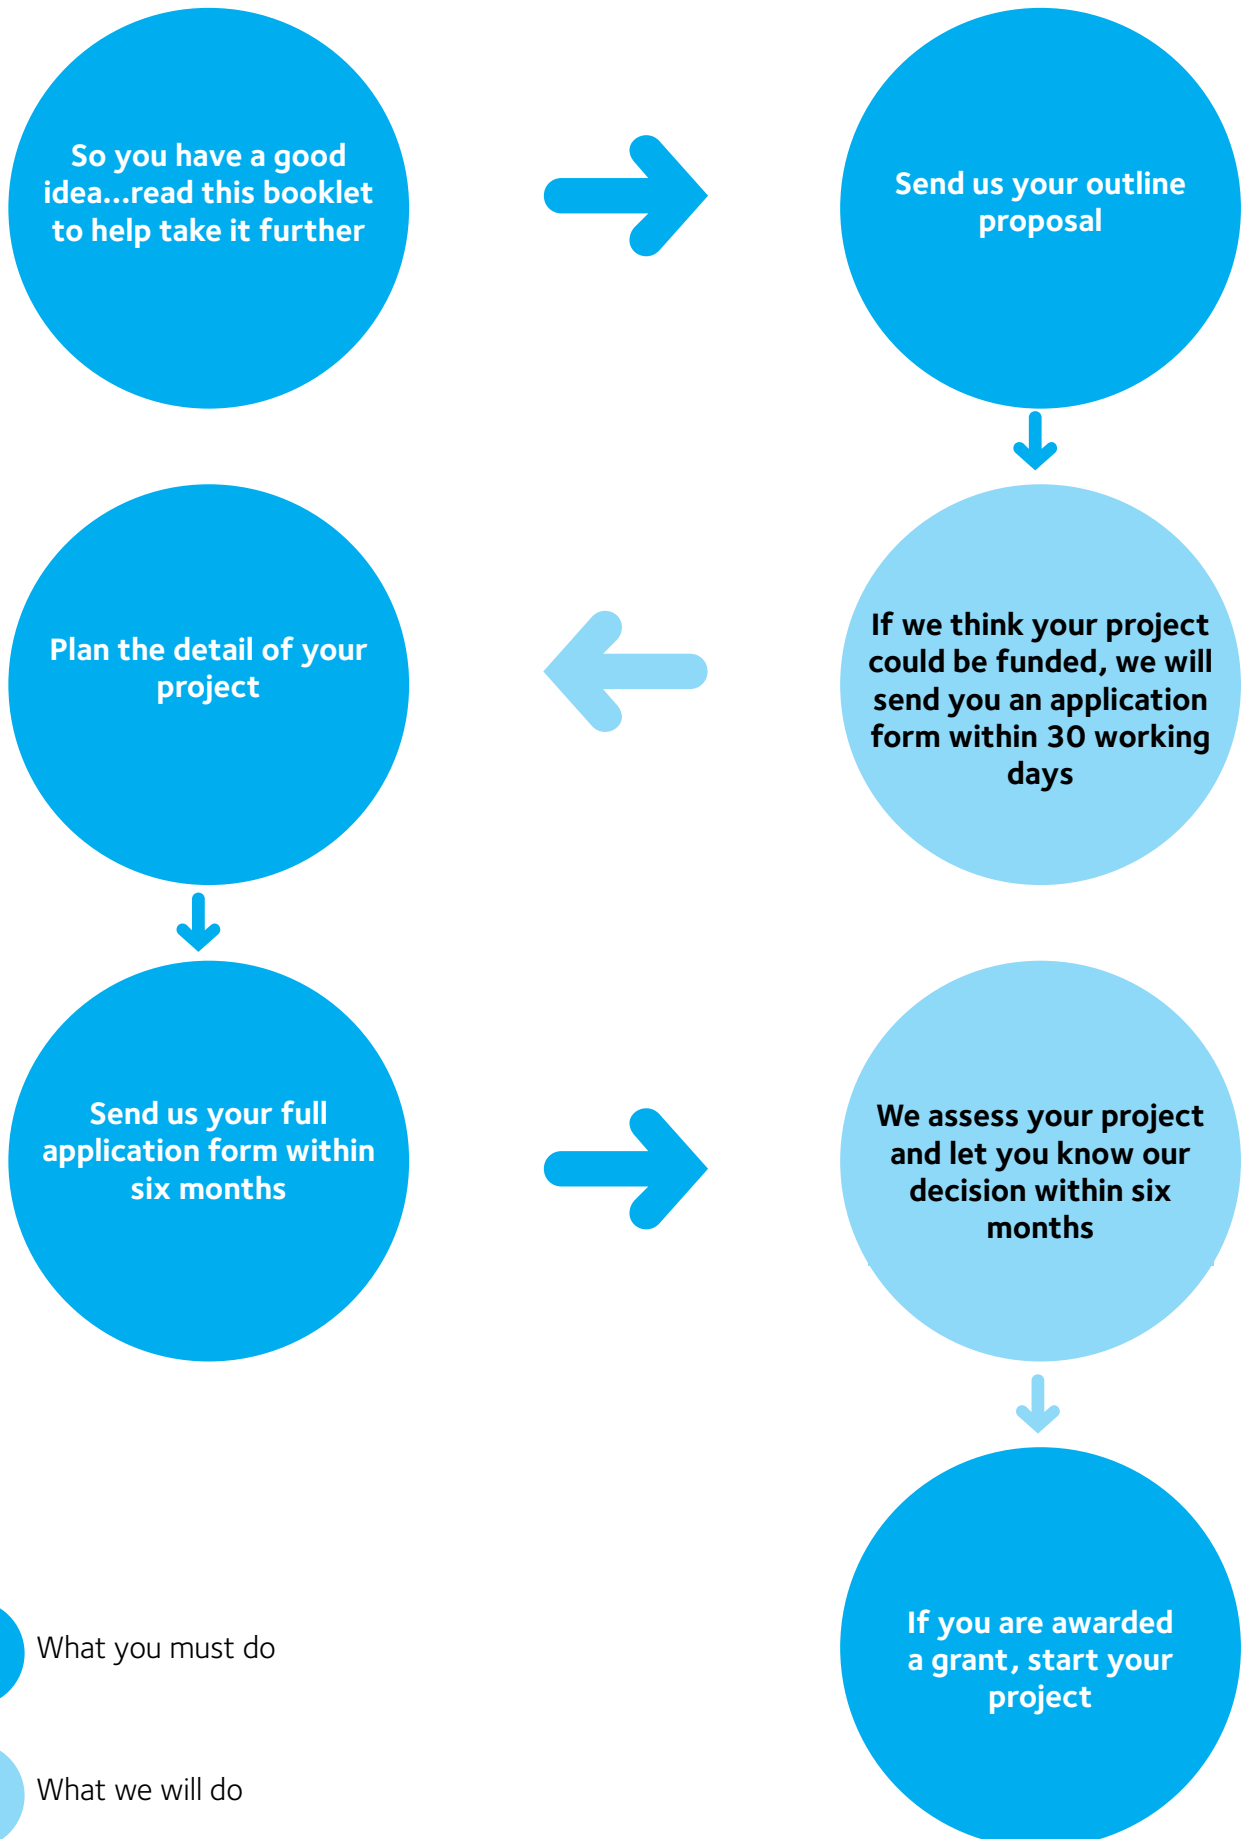 So you have a good
idea...read this booklet
to help take it further
Send us your outline
proposal
If we think your project
could be funded, we will
send you an application
form within 30 working
days
Plan the detail of your
project
Send us your full
application form within
six months
We assess your project
and let you know our
decision within six
months
If you are awarded
a grant, start your
project
What you must do
What we will do